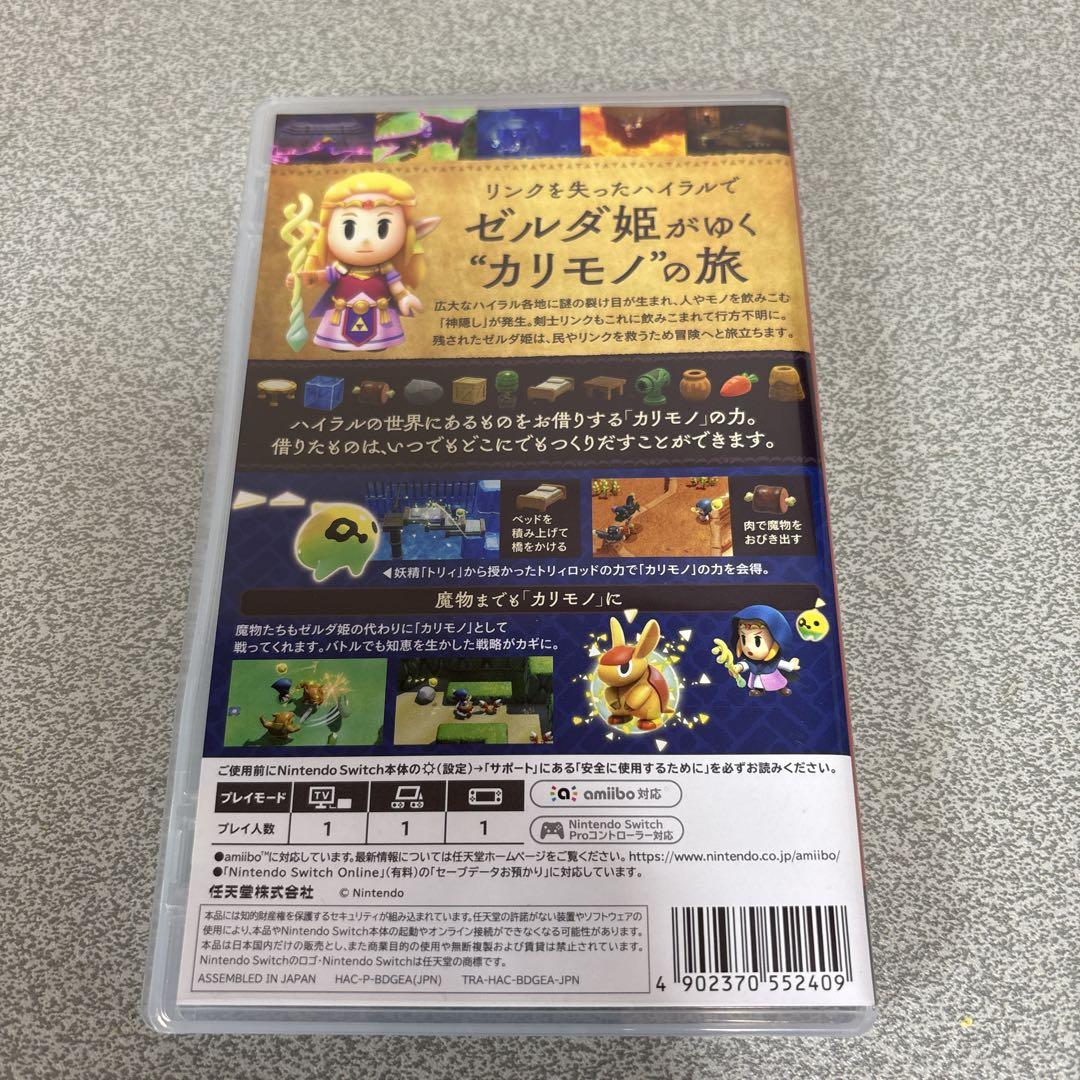 リンクを失ったハイラルで
ゼルダ姫がゆく
“カリモノ”の旅
広大なハイラル各地に謎の裂け目が生まれ、人やモノを飲みこむ
「神隠し」が発生。剣士リンクもこれに飲みこまれて行方不明に。
残されたゼルダ姫は、民やリンクを救うため冒険へと旅立ちます。
ハイラルの世界にあるものをお借りする「カリモノ」の力。
借りたものは、いつでもどこにでもつくりだすことができます。
ベッドを
積み上げて
橋をかける
肉で魔物を
おびき出す
◀妖精「トリィ」から授かったトリィロッドの力で「カリモノ」の力を会得。
魔物までも「カリモノ」に
魔物たちもゼルダ姫の代わりに「カリモノ」として
戦ってくれます。バトルでも知恵を生かした戦略がカギに。
ご使用前にNintendo Switch本体の(設定)→「サポート」にある「安全に使用するために」を必ずお読みください。
プレイモード TV
プレイ人数 1 1 1
amiibo 対応
Nintendo Switch
Proコントローラー対応
●amiibo™に対応しています。最新情報については任天堂ホームページをご覧ください。https://www.nintendo.co.jp/amiibo/
●「Nintendo Switch Online」(有料)の「セーブデータお預かり」に対応しています。
任天堂株式会社 © Nintendo
本品には知的財産権を保護するセキュリティが組み込まれています。任天堂の許諾がない装置やソフトウェアの
使用により、本品やNintendo Switch本体の起動やオンライン接続ができなくなる可能性があります。
本品は日本国内だけの販売とし、また商業目的の使用や無断複製および賃貸は禁止されています。
Nintendo Switchのロゴ・Nintendo Switchは任天堂の商標です。
ASSEMBLED IN JAPAN HAC-P-BDGEA(JPN) TRA-HAC-BDGEA-JPN
4 902370 552409